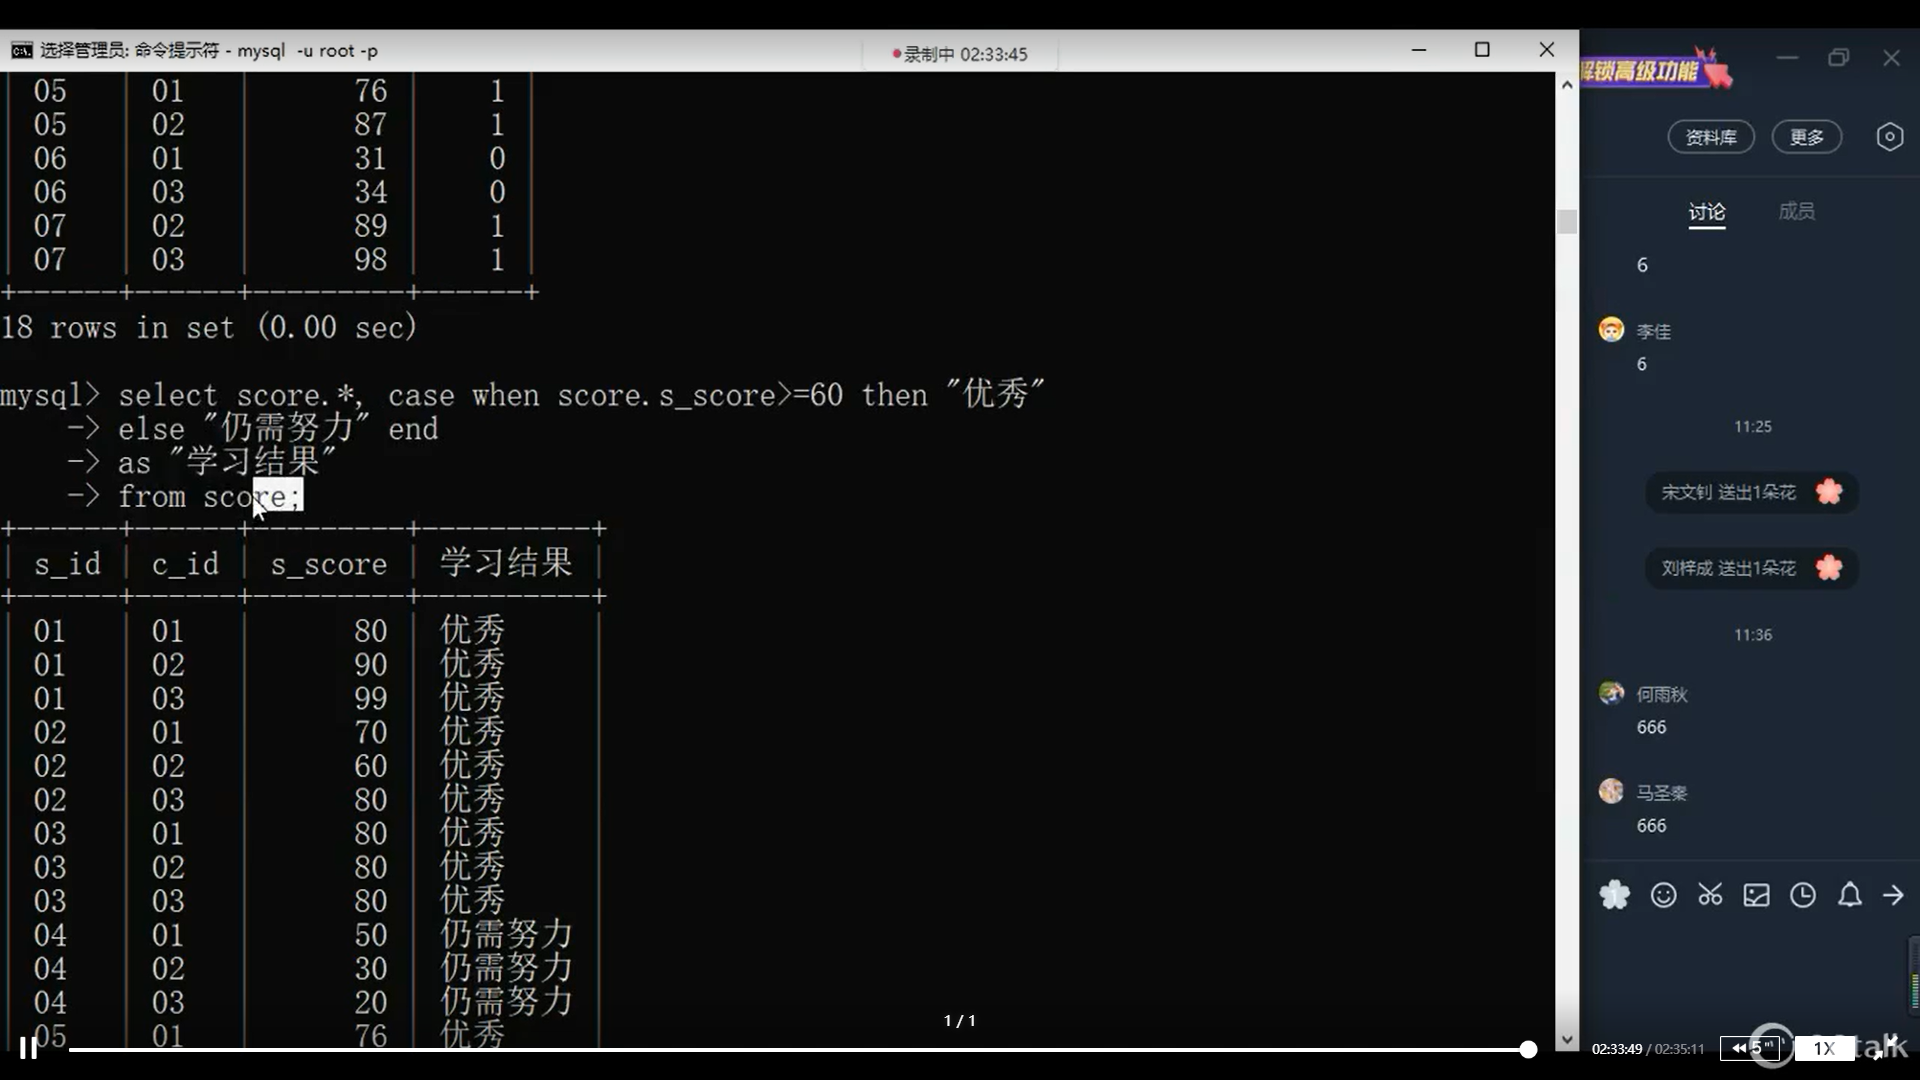 选择管理员: 命令提示符 - mysql -u root -p
录制中 02:33:45
05 01 76 1
05 02 87 1
06 01 31 0
06 03 34 0
07 02 89 1
07 03 98 1
18 rows in set (0.00 sec)
mysql> select score.*, case when score.s_score>=60 then "优秀"
-> else "仍需努力" end
-> as "学习结果"
-> from score;
s_id c_id s_score 学习结果
01 01 80 优秀
01 02 90 优秀
01 03 99 优秀
02 01 70 优秀
02 02 60 优秀
02 03 80 优秀
03 01 80 优秀
03 02 80 优秀
03 03 80 优秀
04 01 50 仍需努力
04 02 30 仍需努力
04 03 20 仍需努力
05 01 76 优秀
1 / 1
解锁高级功能
资料库 更多
讨论 成员
6
李佳
6
11:25
宋文钊 送出1朵花
刘梓成 送出1朵花
11:36
何雨秋
666
马圣秦
666
02:33:49 / 02:35:11
5"
1X
talk